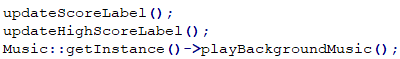 updateScoreLabel();
updateHighScoreLabel();
Music::getInstance()->playBackgroundMusic();